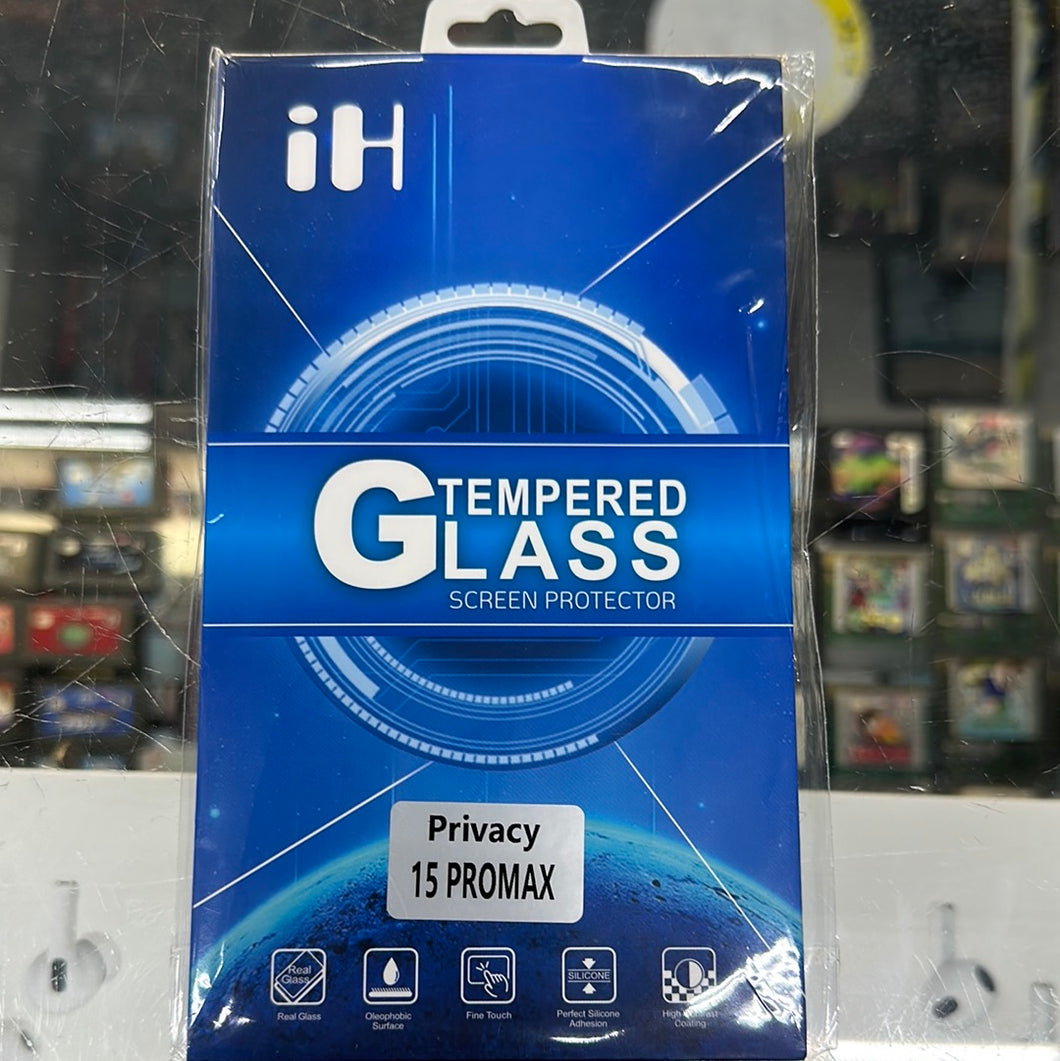 iH
TEMPERED
GLASS
SCREEN PROTECTOR
Privacy
15 PROMAX
Real
Glass
SILICONE
Real Glass
Oleophobic
Surface
Fine Touch
Perfect Silicone
Adhesion
High
Coating